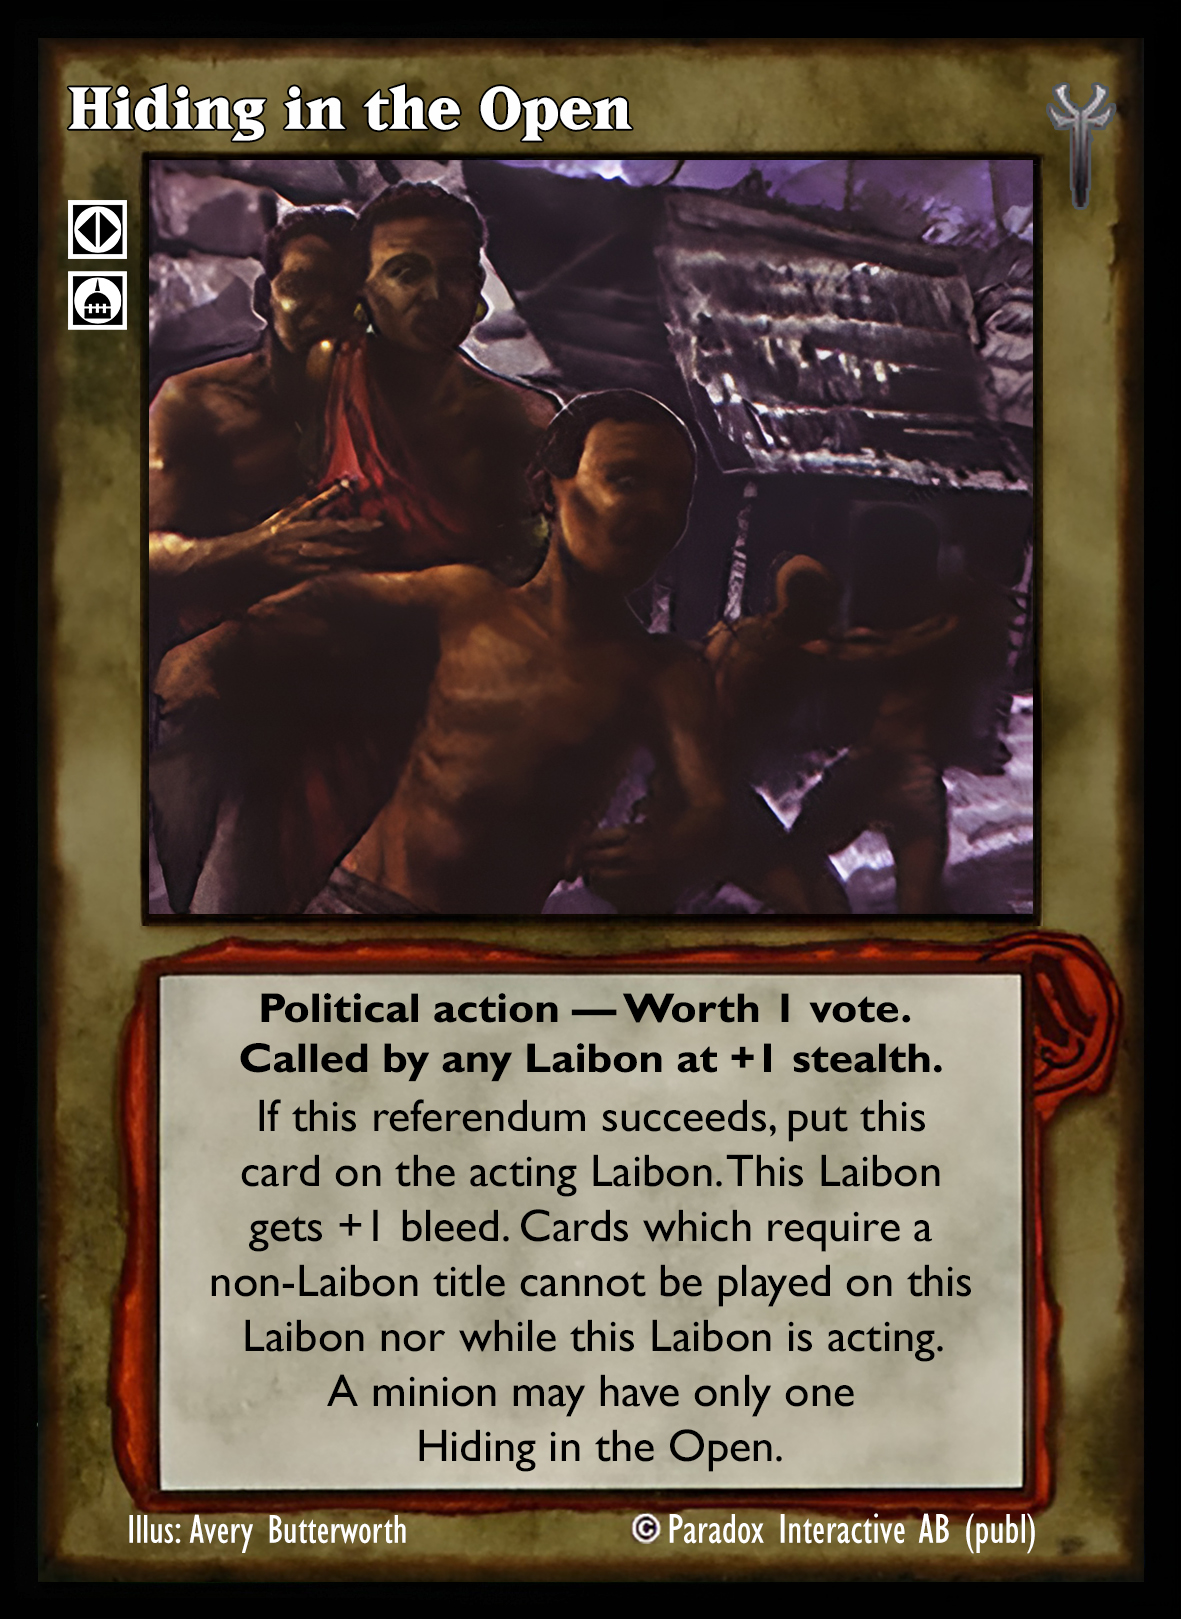 Hiding in the Open
Political action — Worth 1 vote.
Called by any Laibon at +1 stealth.
If this referendum succeeds, put this
card on the acting Laibon. This Laibon
gets +1 bleed. Cards which require a
non-Laibon title cannot be played on this
Laibon nor while this Laibon is acting.
A minion may have only one
Hiding in the Open.
Illus: Avery Butterworth
© Paradox Interactive AB (publ)